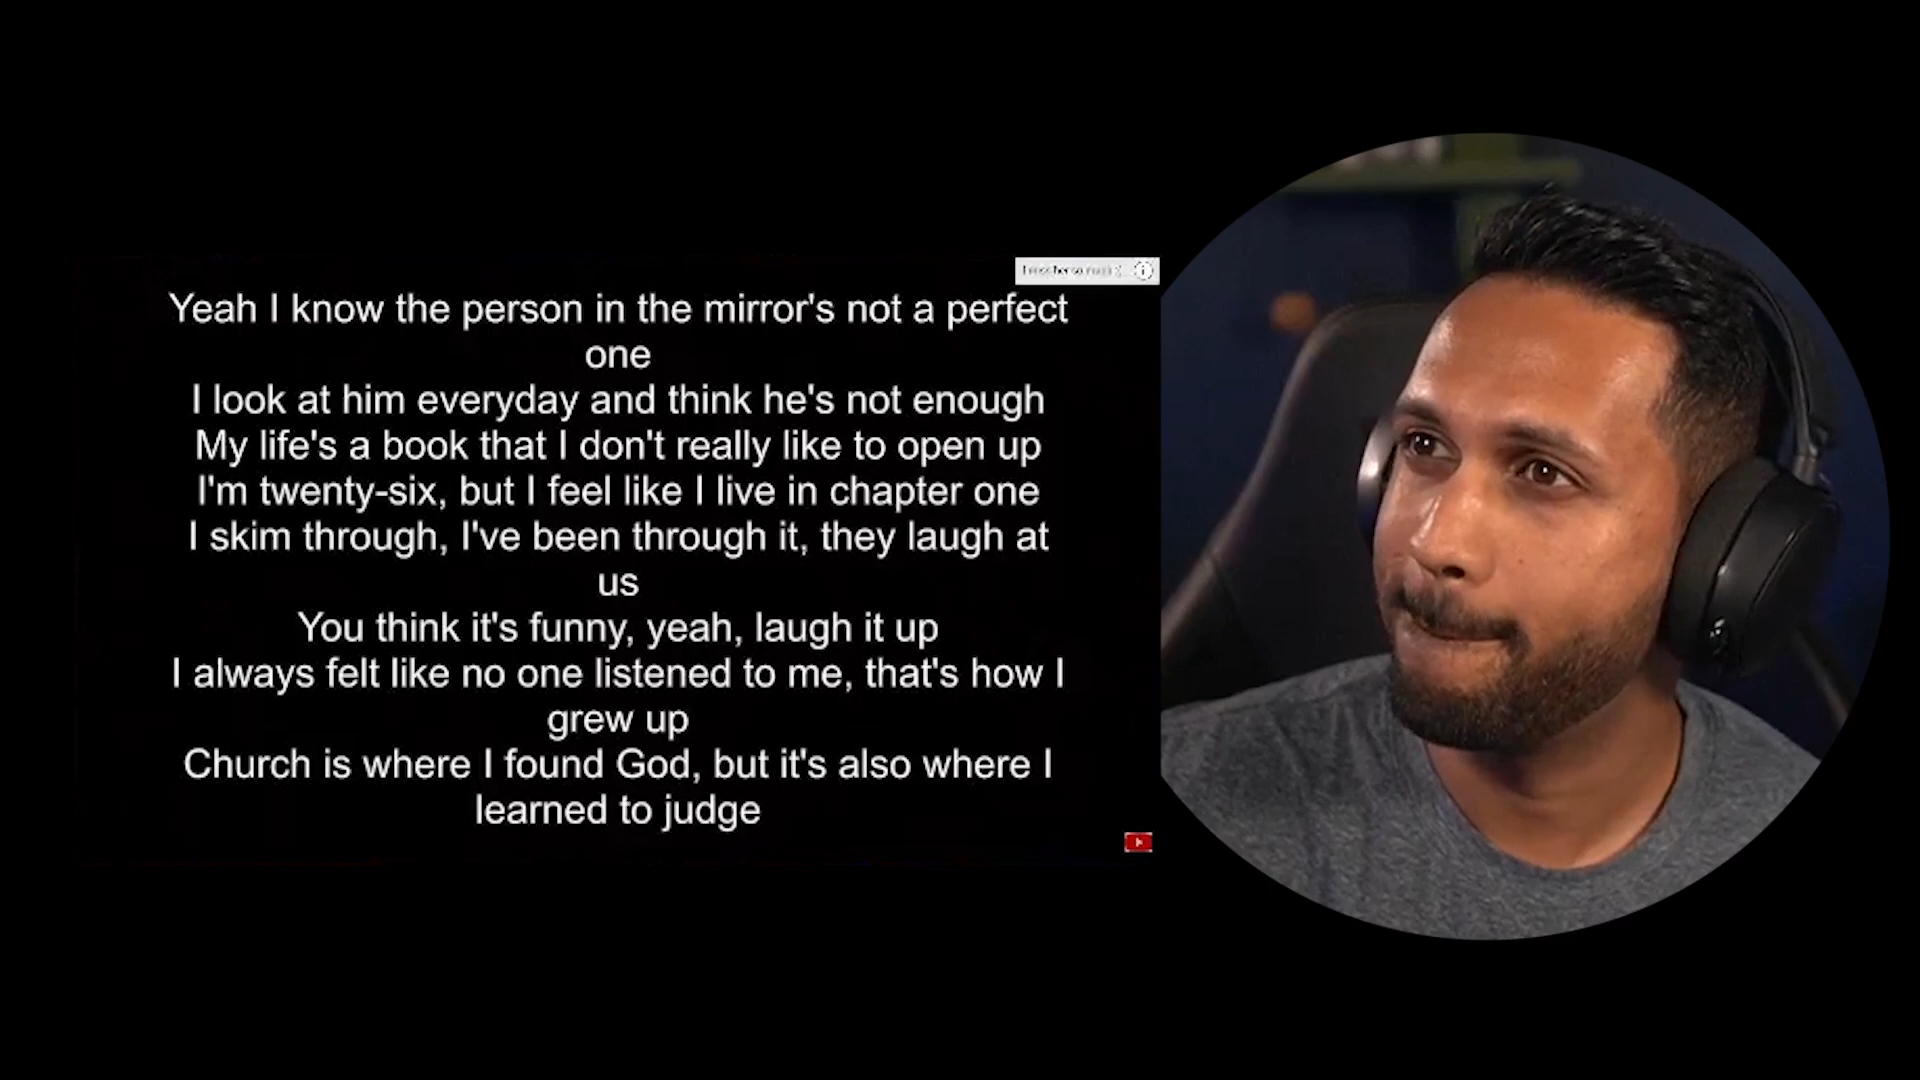 I miss her so much :(
Yeah I know the person in the mirror's not a perfect
one
I look at him everyday and think he's not enough
My life's a book that I don't really like to open up
I'm twenty-six, but I feel like I live in chapter one
I skim through, I've been through it, they laugh at
us
You think it's funny, yeah, laugh it up
I always felt like no one listened to me, that's how I
grew up
Church is where I found God, but it's also where I
learned to judge